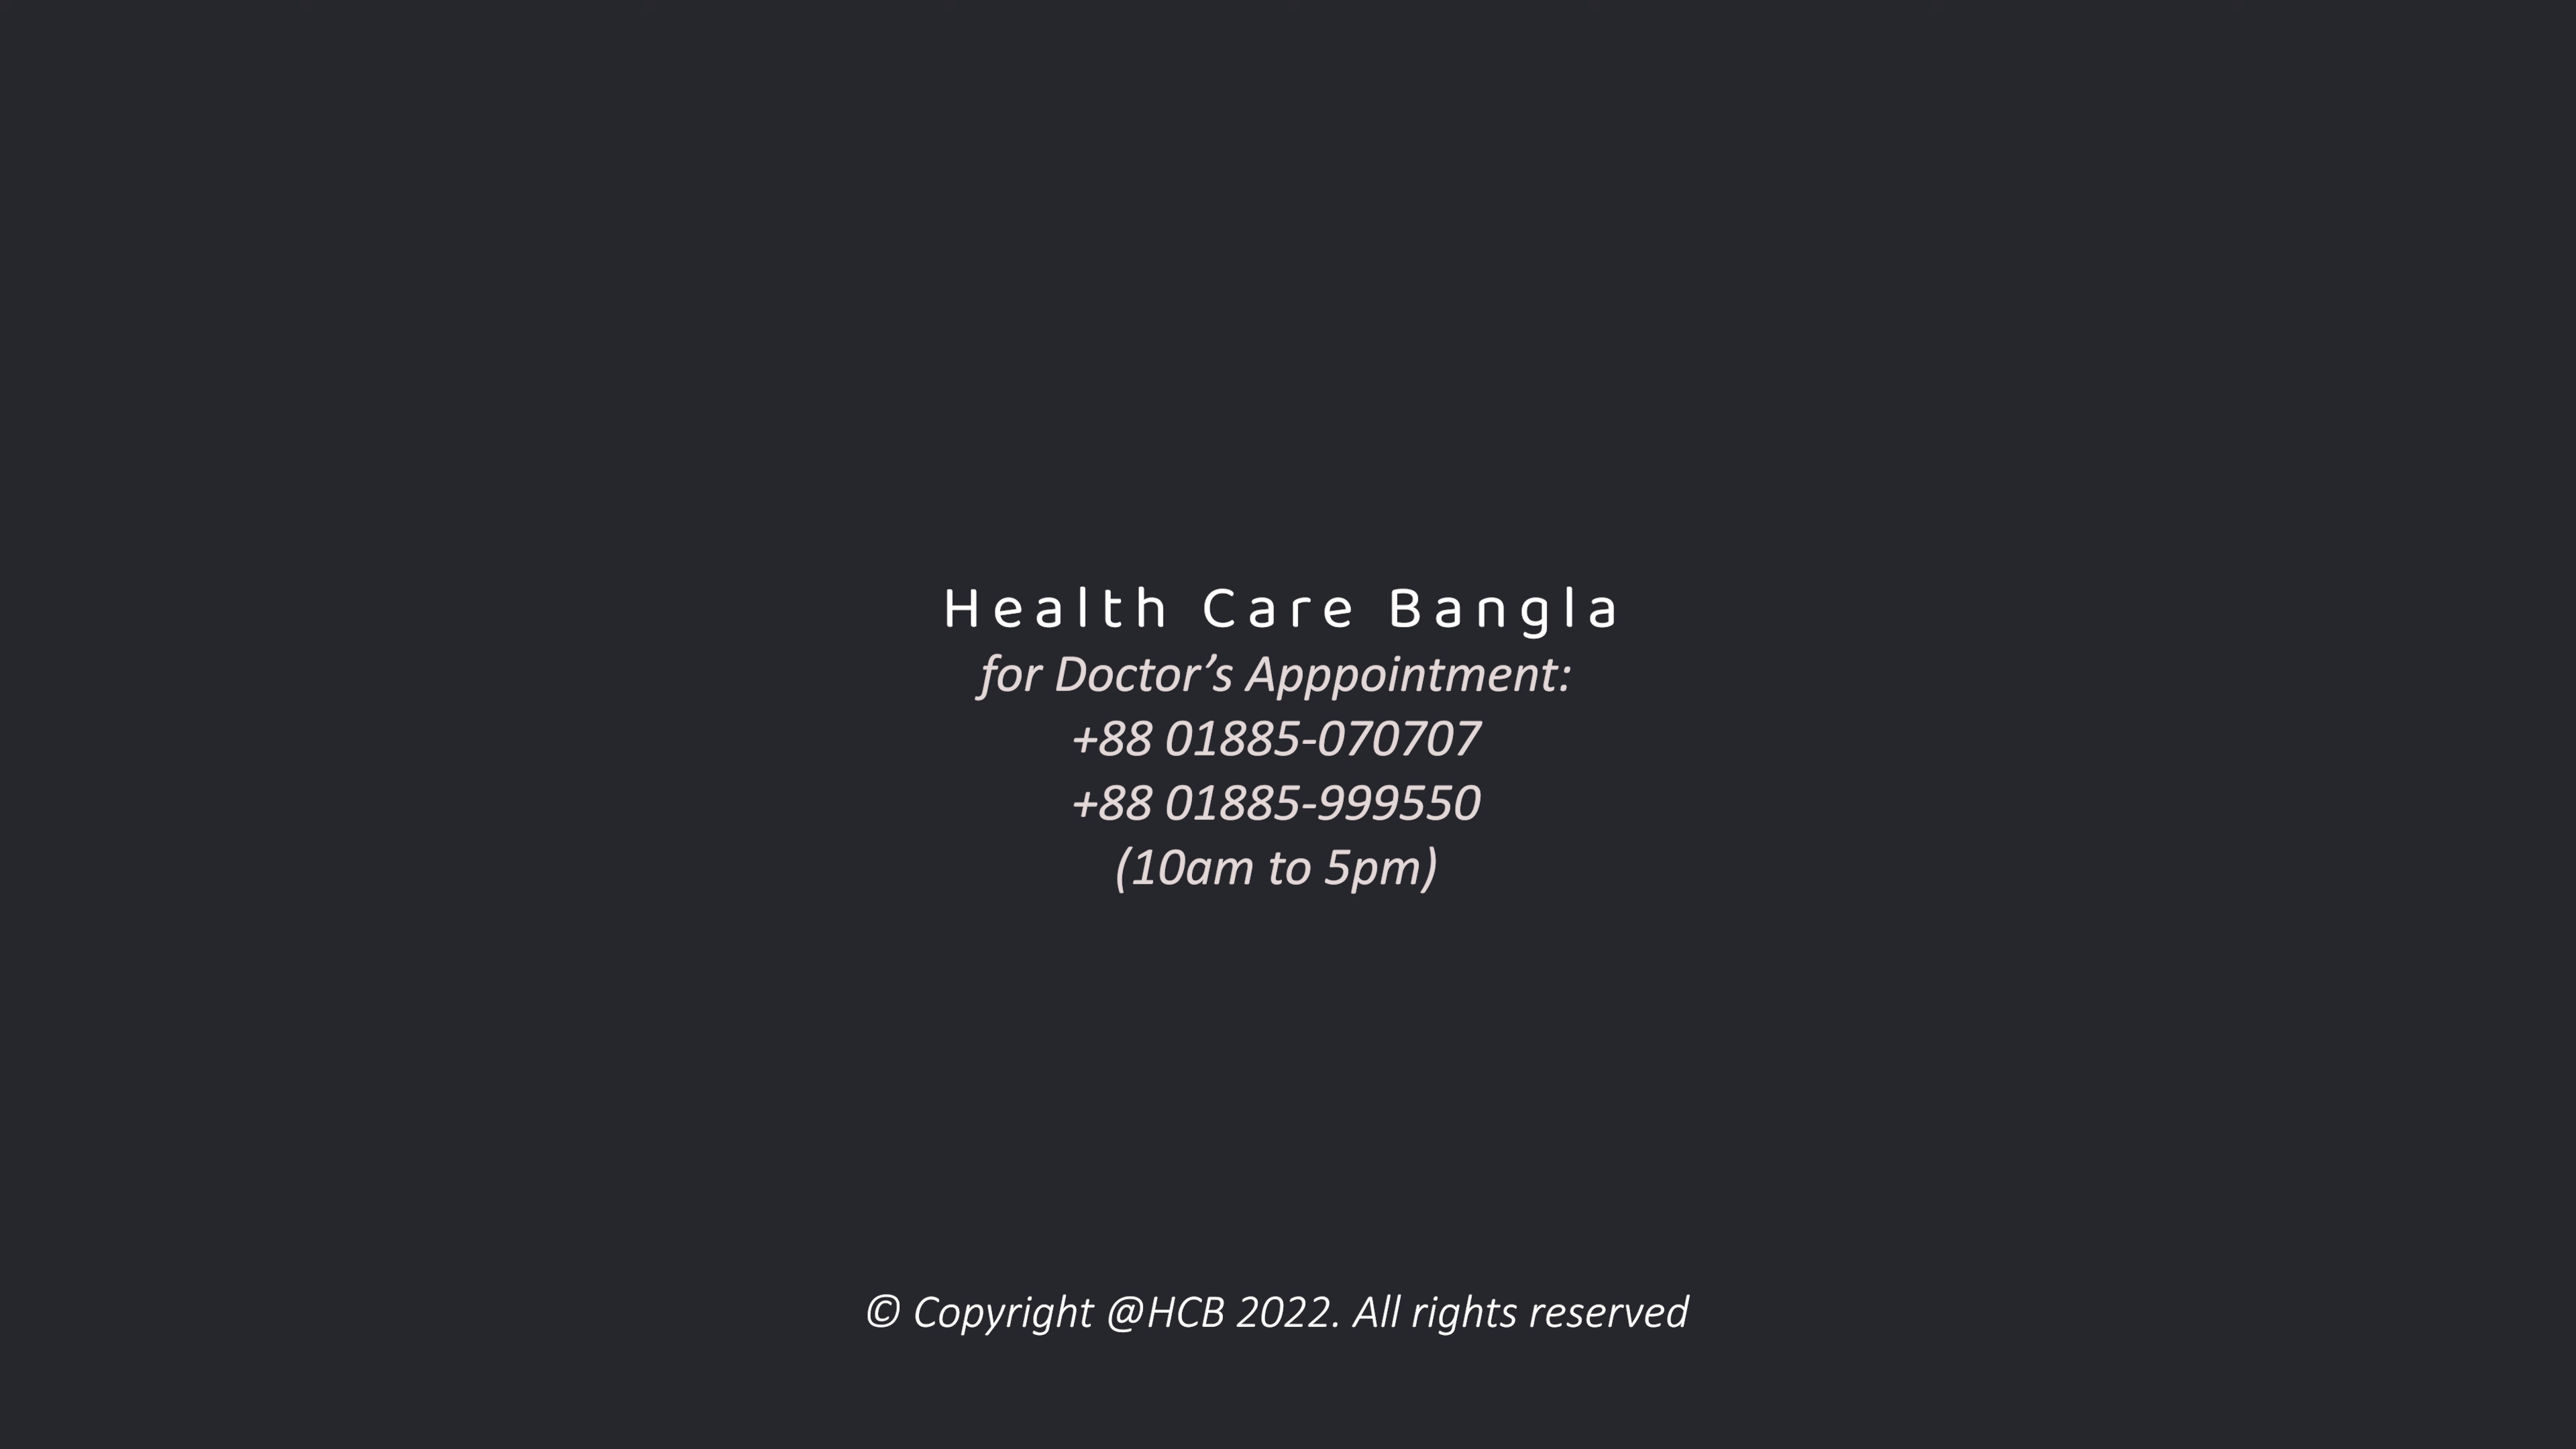 Health Care Bangla
for Doctor’s Apppointment:
+88 01885-070707
+88 01885-999550
(10am to 5pm)
© Copyright @HCB 2022. All rights reserved